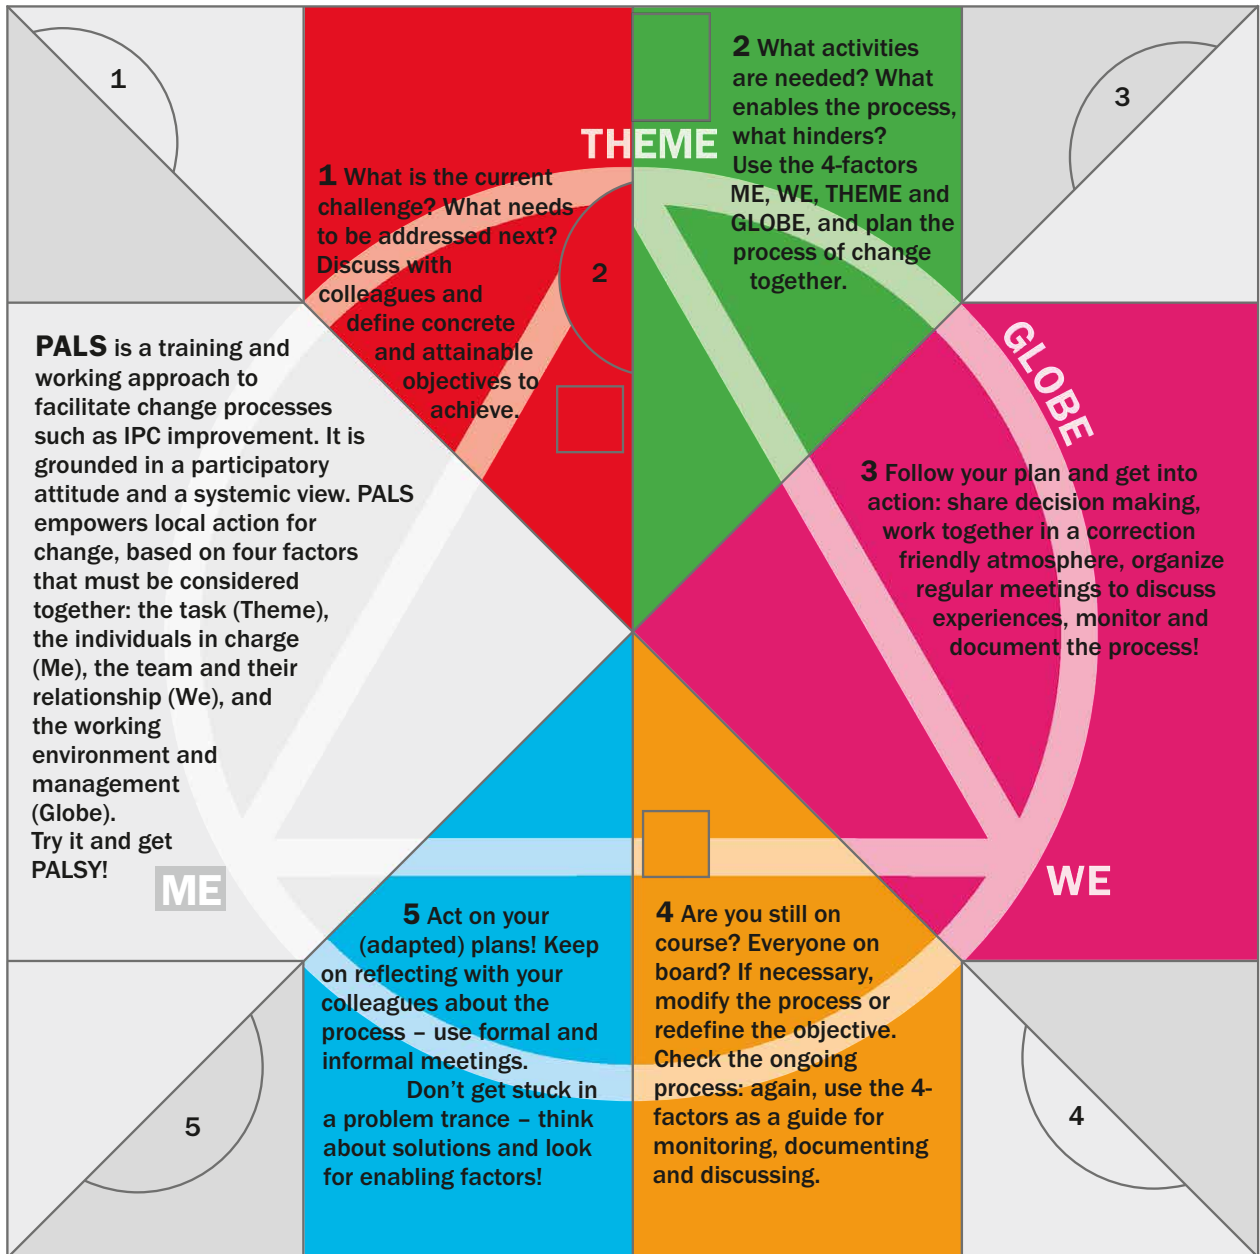 1
3
THEME
2 What activities
are needed? What
enables the process,
what hinders?
Use the 4-factors
ME, WE, THEME and
GLOBE, and plan the
process of change
together.
1 What is the current
challenge? What needs
to be addressed next?
Discuss with
colleagues and
define concrete
and attainable
objectives to
achieve.
2
PALS is a training and
working approach to
facilitate change processes
such as IPC improvement. It is
grounded in a participatory
attitude and a systemic view. PALS
empowers local action for
change, based on four factors
that must be considered
together: the task (Theme),
the individuals in charge
(Me), the team and their
relationship (We), and
the working
environment and
management
(Globe).
Try it and get
PALSY!
GLOBE
3 Follow your plan and get into
action: share decision making,
work together in a correction
friendly atmosphere, organize
regular meetings to discuss
experiences, monitor and
document the process!
ME
WE
5 Act on your
(adapted) plans! Keep
on reflecting with your
colleagues about the
process – use formal and
informal meetings.
Don't get stuck in
a problem trance – think
about solutions and look
for enabling factors!
4 Are you still on
course? Everyone on
board? If necessary,
modify the process or
redefine the objective.
Check the ongoing
process: again, use the 4-
factors as a guide for
monitoring, documenting
and discussing.
5
4